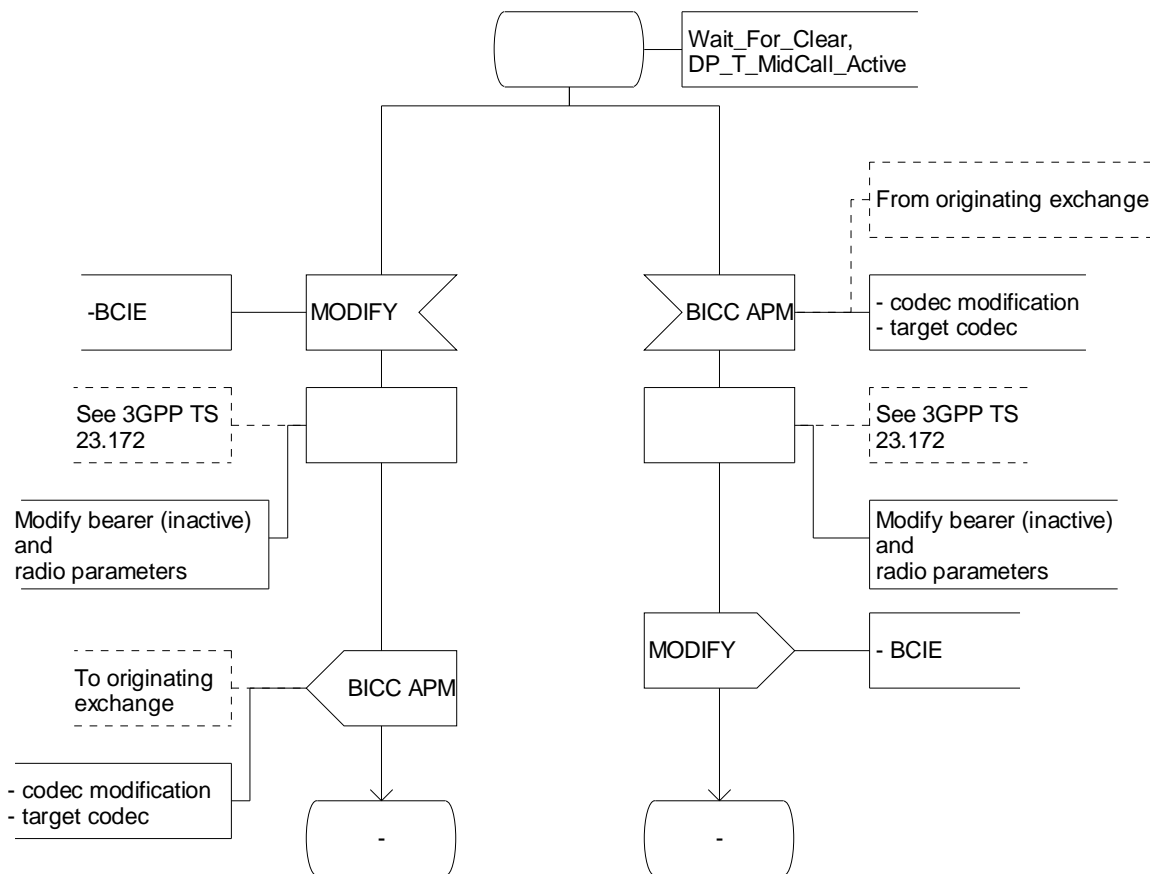 Wait_For_Clear,
DP_T_MidCall_Active
From originating exchange
-BCIE
MODIFY
BICC APM
- codec modification
- target codec
See 3GPP TS
23.172
See 3GPP TS
23.172
Modify bearer (inactive)
and
radio parameters
Modify bearer (inactive)
and
radio parameters
MODIFY
- BCIE
To originating
exchange
BICC APM
- codec modification
- target codec
-
-